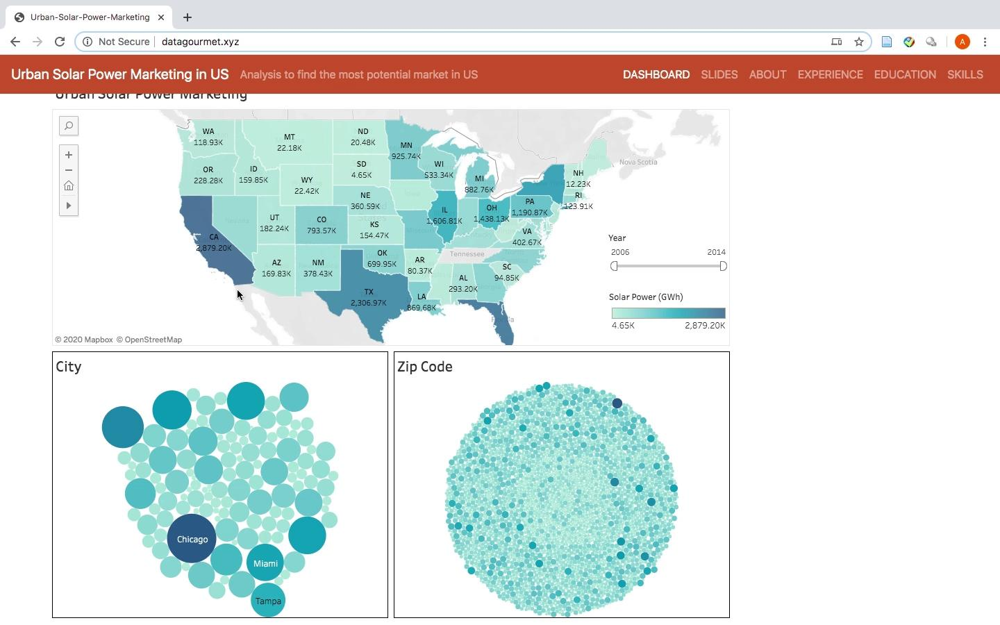 Urban-Solar-Power-Marketing
Not Secure
datagourmet.xyz
A
Urban Solar Power Marketing in US
Analysis to find the most potential market in US
DASHBOARD
SLIDES
ABOUT
EXPERIENCE
EDUCATION
SKILLS
Urban Solar Power Marketing
WA
118.93K
MT
22.18K
ND
20.48K
MN
925.74K
OR
228.28K
ID
159.85K
SD
4.65K
WI
533.34K
MI
882.76K
NH
12.23K
Nova Scotia
WY
22.42K
NE
360.59K
Iowa
RI
123.91K
PA
1,190.87K
OH
1,438.13K
IL
1,606.81K
States
Nevada
UT
182.24K
CO
793.57K
KS
154.47K
Missouri
Kentucky
VA
402.67K
CA
2,879.20K
OK
699.95K
Tennessee
AZ
169.83K
NM
378.43K
AR
80.37K
SC
94.85K
AL
293.20K
Georgia
TX
2,306.97K
LA
869.68K
Florida
© 2020 Mapbox © OpenStreetMap
Year
2006
2014
Solar Power (GWh)
4.65K
2,879.20K
City
Chicago
Miami
Tampa
Zip Code